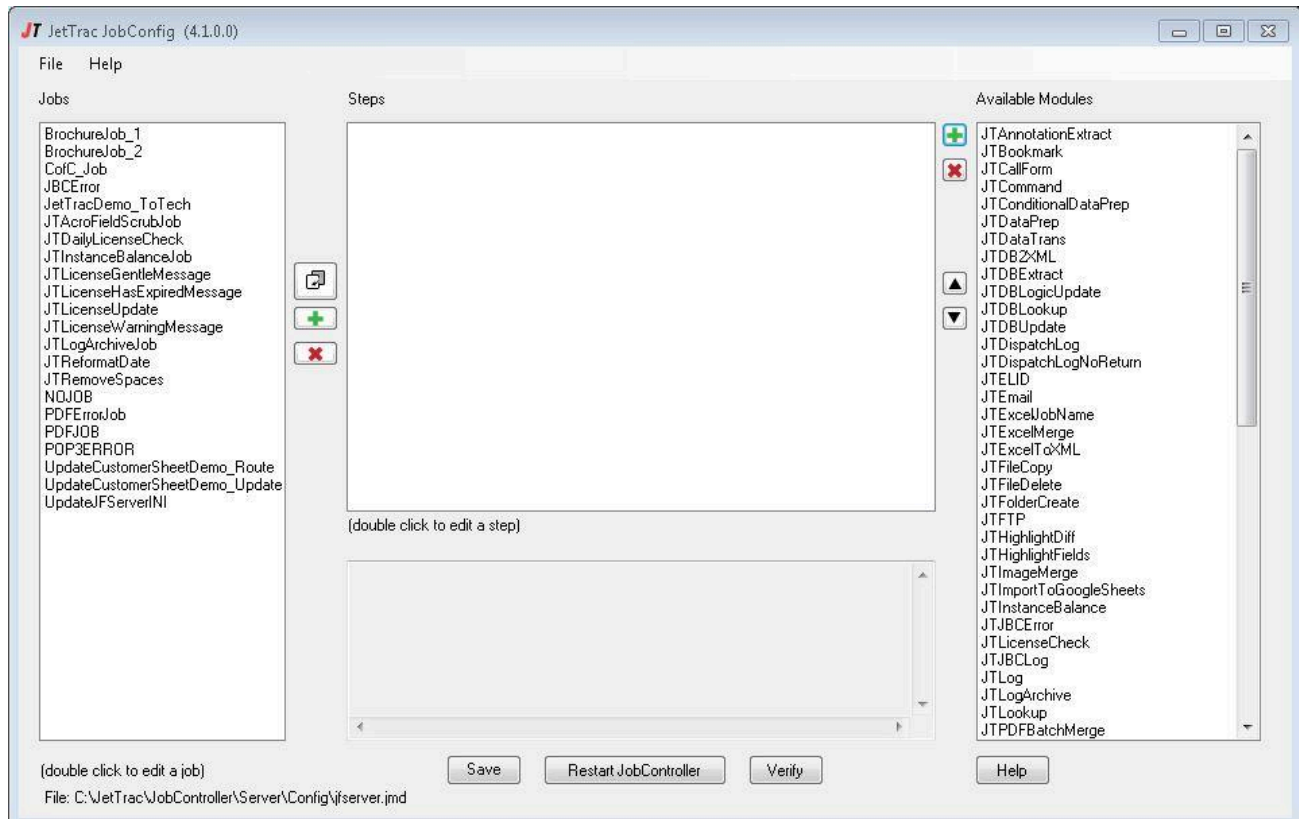 JT JetTrac JobConfig (4.1.0.0)
File Help
Jobs
BrochureJob_1
BrochureJob_2
CofC_Job
JBCError
JetTracDemo_ToTech
JTAcroFieldScrubJob
JTDailyLicenseCheck
JTInstanceBalanceJob
JTLicenseGentleMessage
JTLicenseHasExpiredMessage
JTLicenseUpdate
JTLicenseWarningMessage
JTLogArchiveJob
JTReformatDate
JTRemoveSpaces
NOJOB
PDFErrorJob
PDFJOB
POP3ERROR
UpdateCustomerSheetDemo_Route
UpdateCustomerSheetDemo_Update
UpdateJFServerINI
(double click to edit a job)
Steps
(double click to edit a step)
Available Modules
JTAnnotationExtract
JTBookmark
JTCallForm
JTCommand
JTConditionalDataPrep
JTDataPrep
JTDataTrans
JTDB2XML
JTDBExtract
JTDBLogicUpdate
JTDBLookup
JTDBUpdate
JTDispatchLog
JTDispatchLogNoReturn
JTELID
JTEmail
JTExcelJobName
JTExcelMerge
JTExcelToXML
JTFileCopy
JTFileDelete
JTFolderCreate
JTFTP
JTHighlightDiff
JTHighlightFields
JTImageMerge
JTImportToGoogleSheets
JTInstanceBalance
JTJBCError
JTLicenseCheck
JTJBCLog
JTLog
JTLogArchive
JTLookup
JTPDFBatchMerge
Save
Restart JobController
Verify
Help
File: C:\JetTrac\JobController\Server\Config\jfserver.jmd